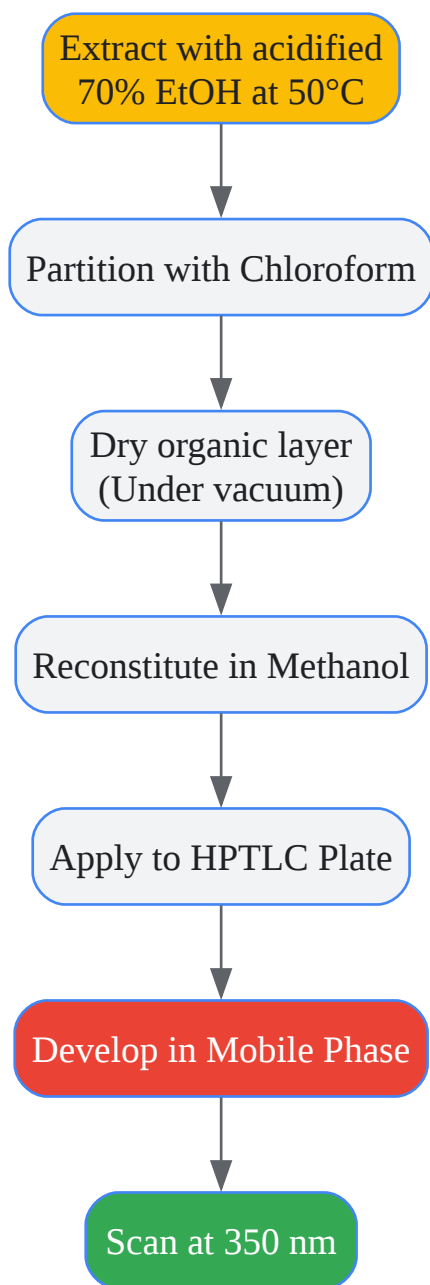 Extract with acidified
70% EtOH at 50°C
Partition with Chloroform
Dry organic layer
(Under vacuum)
Reconstitute in Methanol
Apply to HPTLC Plate
Develop in Mobile Phase
Scan at 350 nm